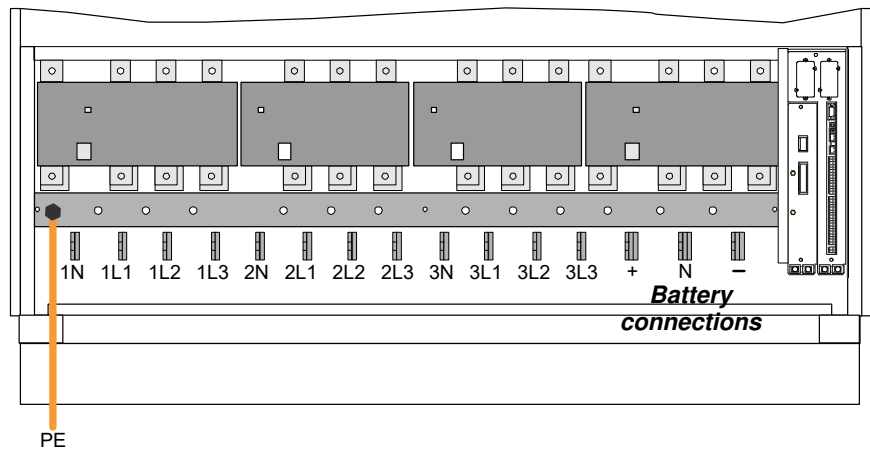 1N 1L1 1L2 1L3 2N 2L1 2L2 2L3 3N 3L1 3L2 3L3 + N –
Battery
connections
PE